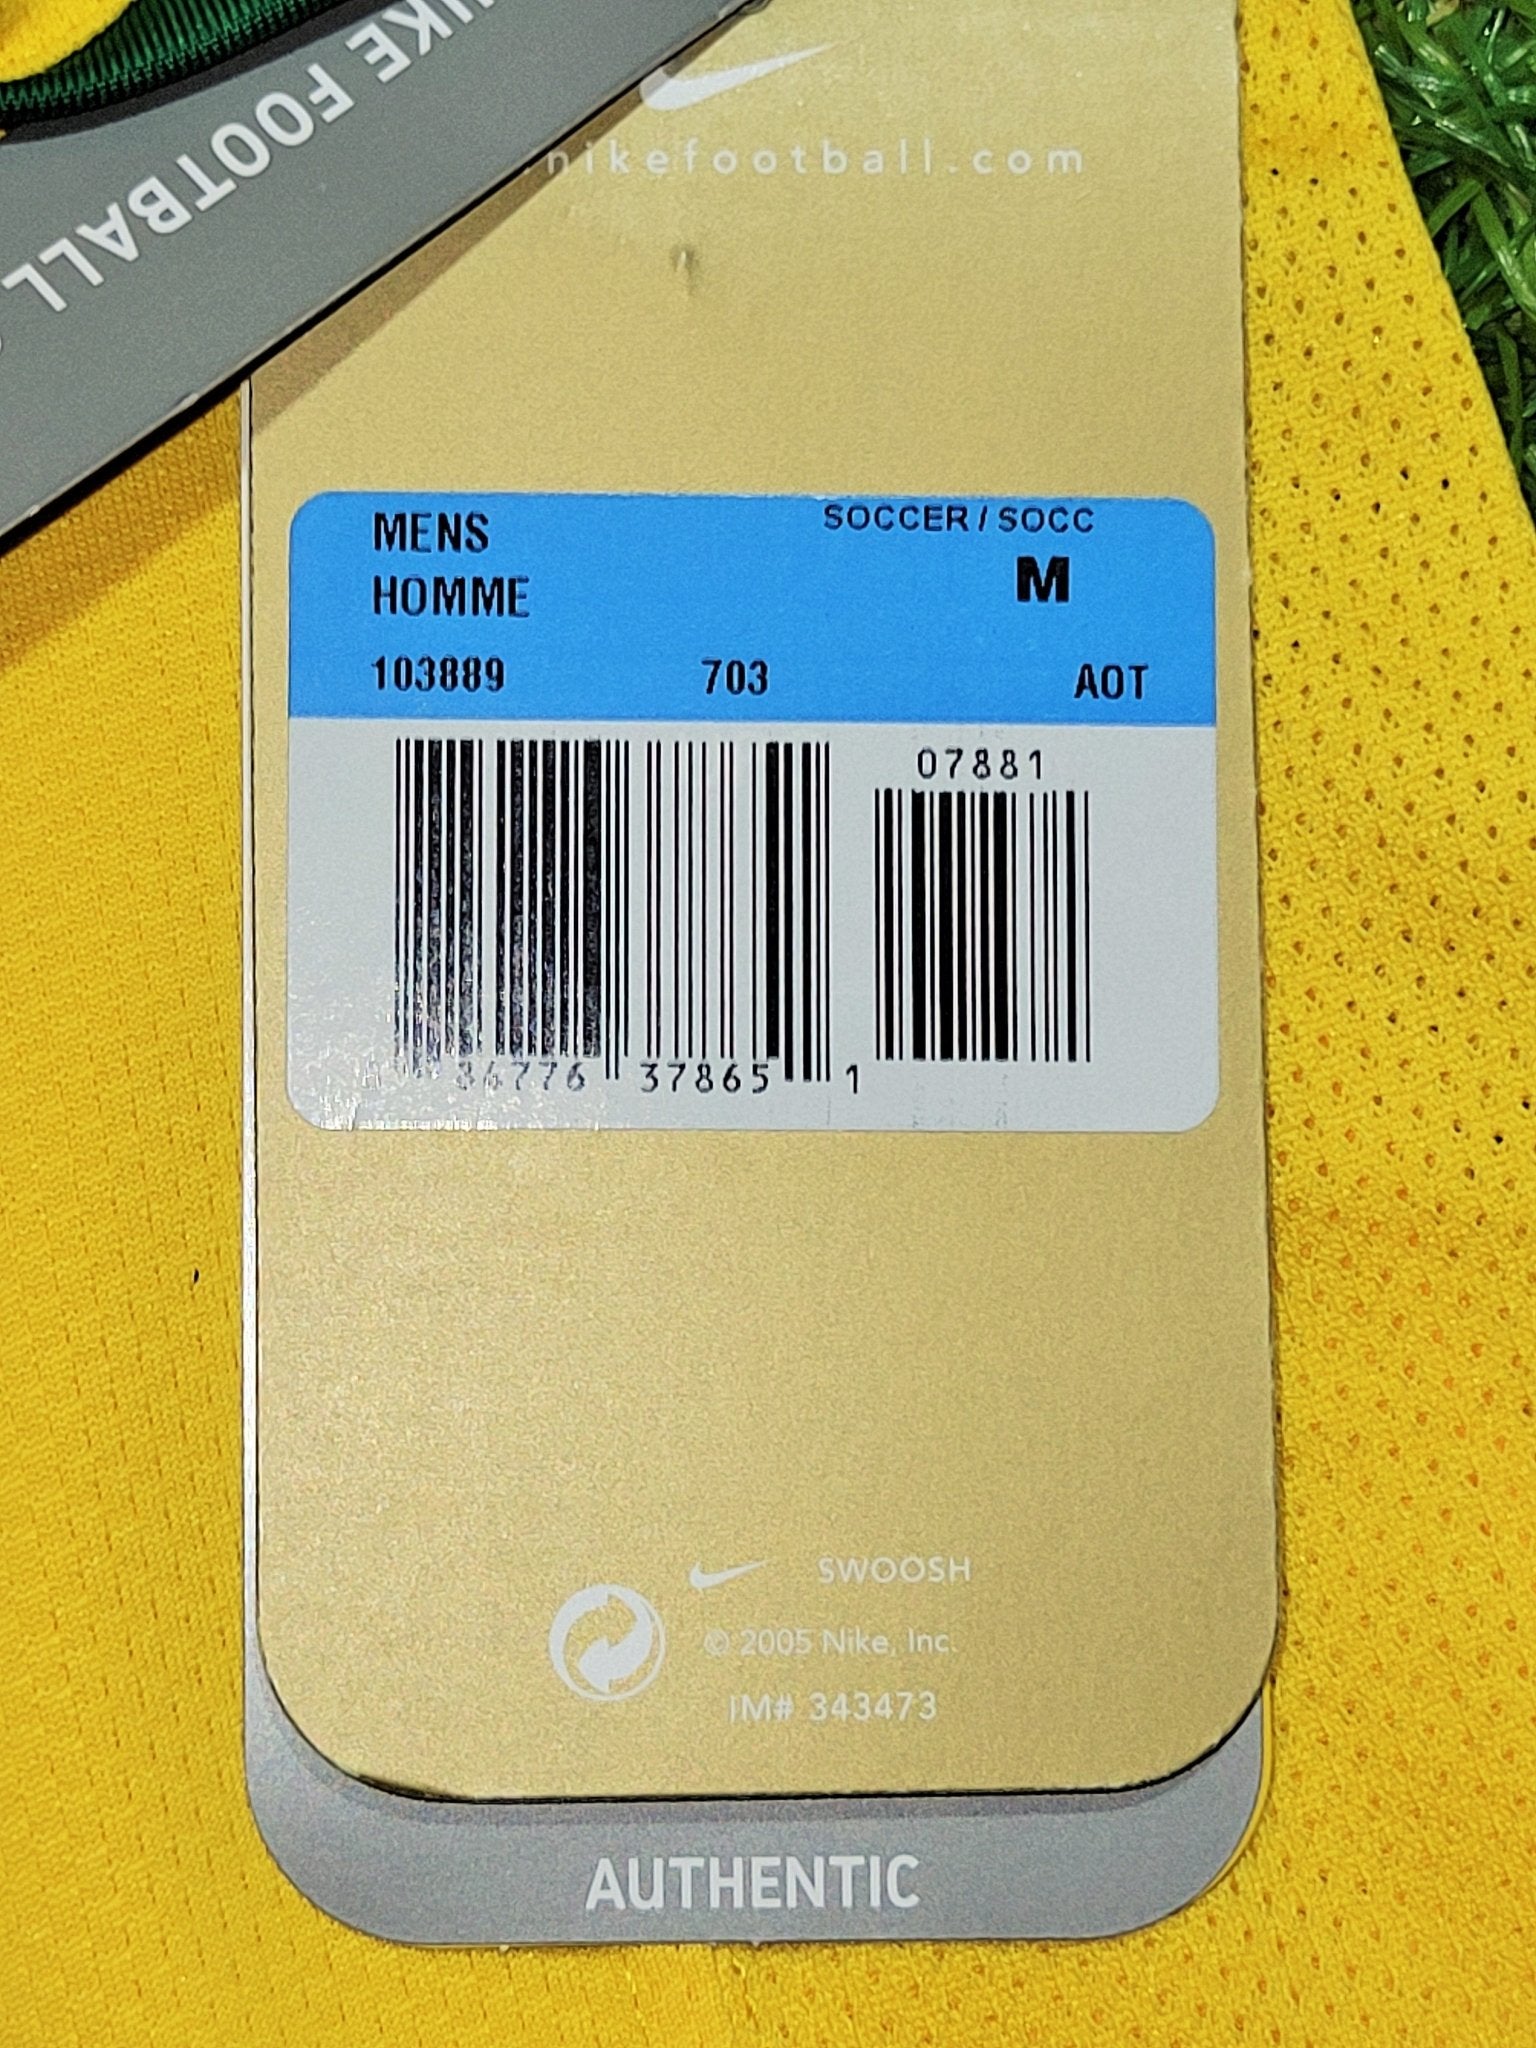 NIKE FOOTBALL
nikefootball.com
MENS
SOCCER / SOCC
HOMME
M
103889 703 AOT
07881
37865 1
SWOOSH
© 2005 Nike, Inc.
IM# 343473
AUTHENTIC